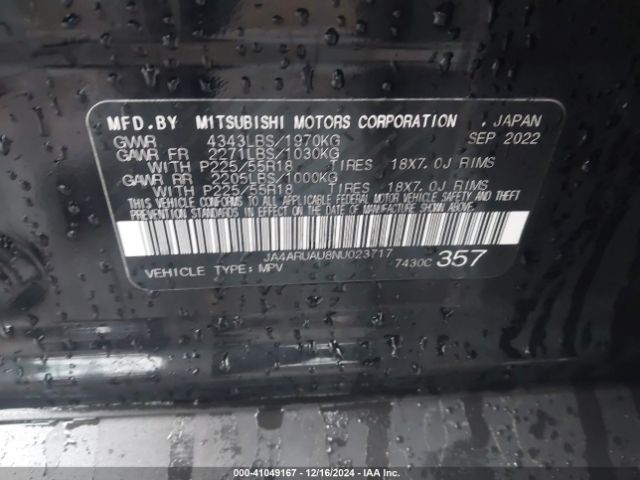 MFD.BY MITSUBISHI MOTORS CORPORATION , JAPAN
GVWR 4343LBS/1970KG SEP 2022
GAWR FR 2271LBS/1030KG
WITH P225/55R18 TIRES 18X7.0J RIMS
GAWR RR 2205LBS/1000KG
WITH P225/55R18 TIRES 18X7.0J RIMS
THIS VEHICLE CONFORMS TO ALL APPLICABLE FEDERAL MOTOR VEHICLE SAFETY AND THEFT
PREVENTION STANDARDS IN EFFECT ON THE DATE OF MANUFACTURE SHOWN ABOVE.
JA4ARUAU8NU023717
VEHICLE TYPE:MPV 7430C 357
000-41049167 - 12/16/2024 - IAA Inc.